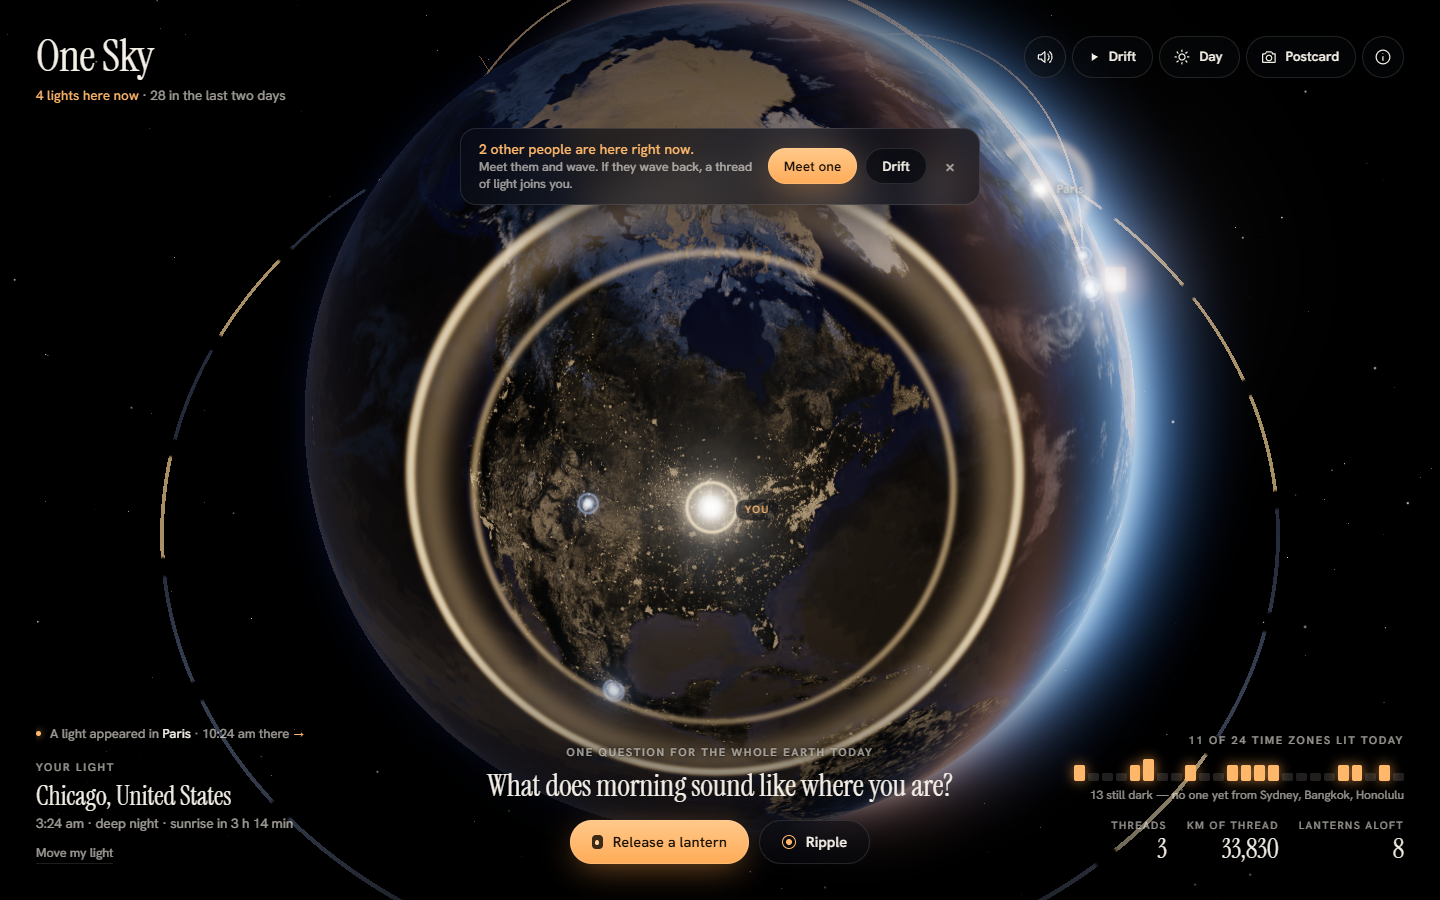 One Sky
4 lights here now · 28 in the last two days
Drift
Day
Postcard
2 other people are here right now.
Meet them and wave. If they wave back, a thread
of light joins you.
Meet one
Drift
×
Paris
YOU
A light appeared in Paris · 10:24 am there →
YOUR LIGHT
Chicago, United States
3:24 am · deep night · sunrise in 3 h 14 min
Move my light
ONE QUESTION FOR THE WHOLE EARTH TODAY
What does morning sound like where you are?
Release a lantern
Ripple
11 OF 24 TIME ZONES LIT TODAY
13 still dark — no one yet from Sydney, Bangkok, Honolulu
THREADS
3
KM OF THREAD
33,830
LANTERNS ALOFT
8